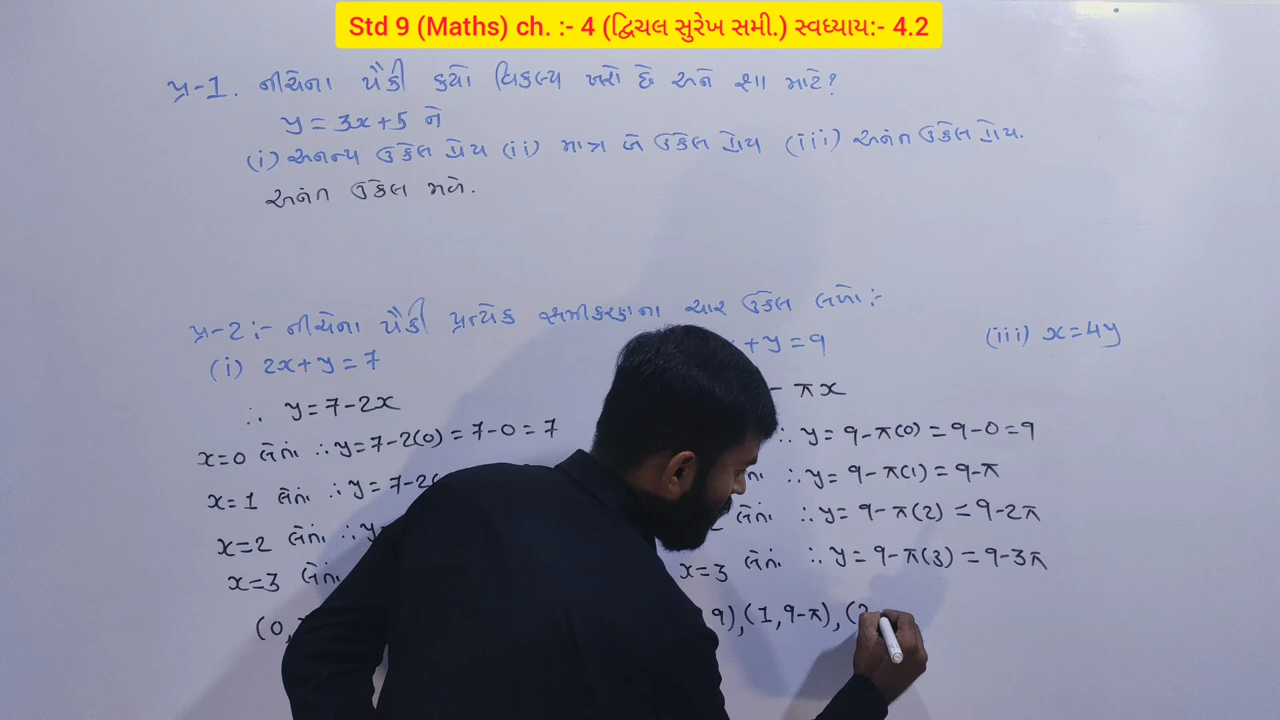 Std 9 (Maths) ch. :- 4 (દ્વિચલ સુરેખ સમી.) સ્વધ્યાય:- 4.2
પ્ર-1. નીચેના પૈકી કયો વિકલ્પ ખરો છે અને શા માટે?
y = 3x+5 ને
(i) અનન્ય ઉકેલ હોય (ii) માત્ર બે ઉકેલ હોય (iii) અનંત ઉકેલ હોય.
અનંત ઉકેલ મળે.
પ્ર-2:- નીચેના પૈકી પ્રત્યેક સમીકરણના ચાર ઉકેલ લખો:-
(i) 2x+y=7
x+y=9
(iii) x=4y
∴ y=7-2x
- πx
x=0 લેતાં ∴y=7-2(0)=7-0=7
∴ y=9-π(0)=9-0=9
x=1 લેતાં ∴y=7-2(
∴y=9-π(1)=9-π
x=2 લેતાં ∴y=
લેતાં ∴y=9-π(2)=9-2π
x=3 લેતાં
x=3 લેતાં ∴y=9-π(3)=9-3π
(0,
9),(1,9-π),(2